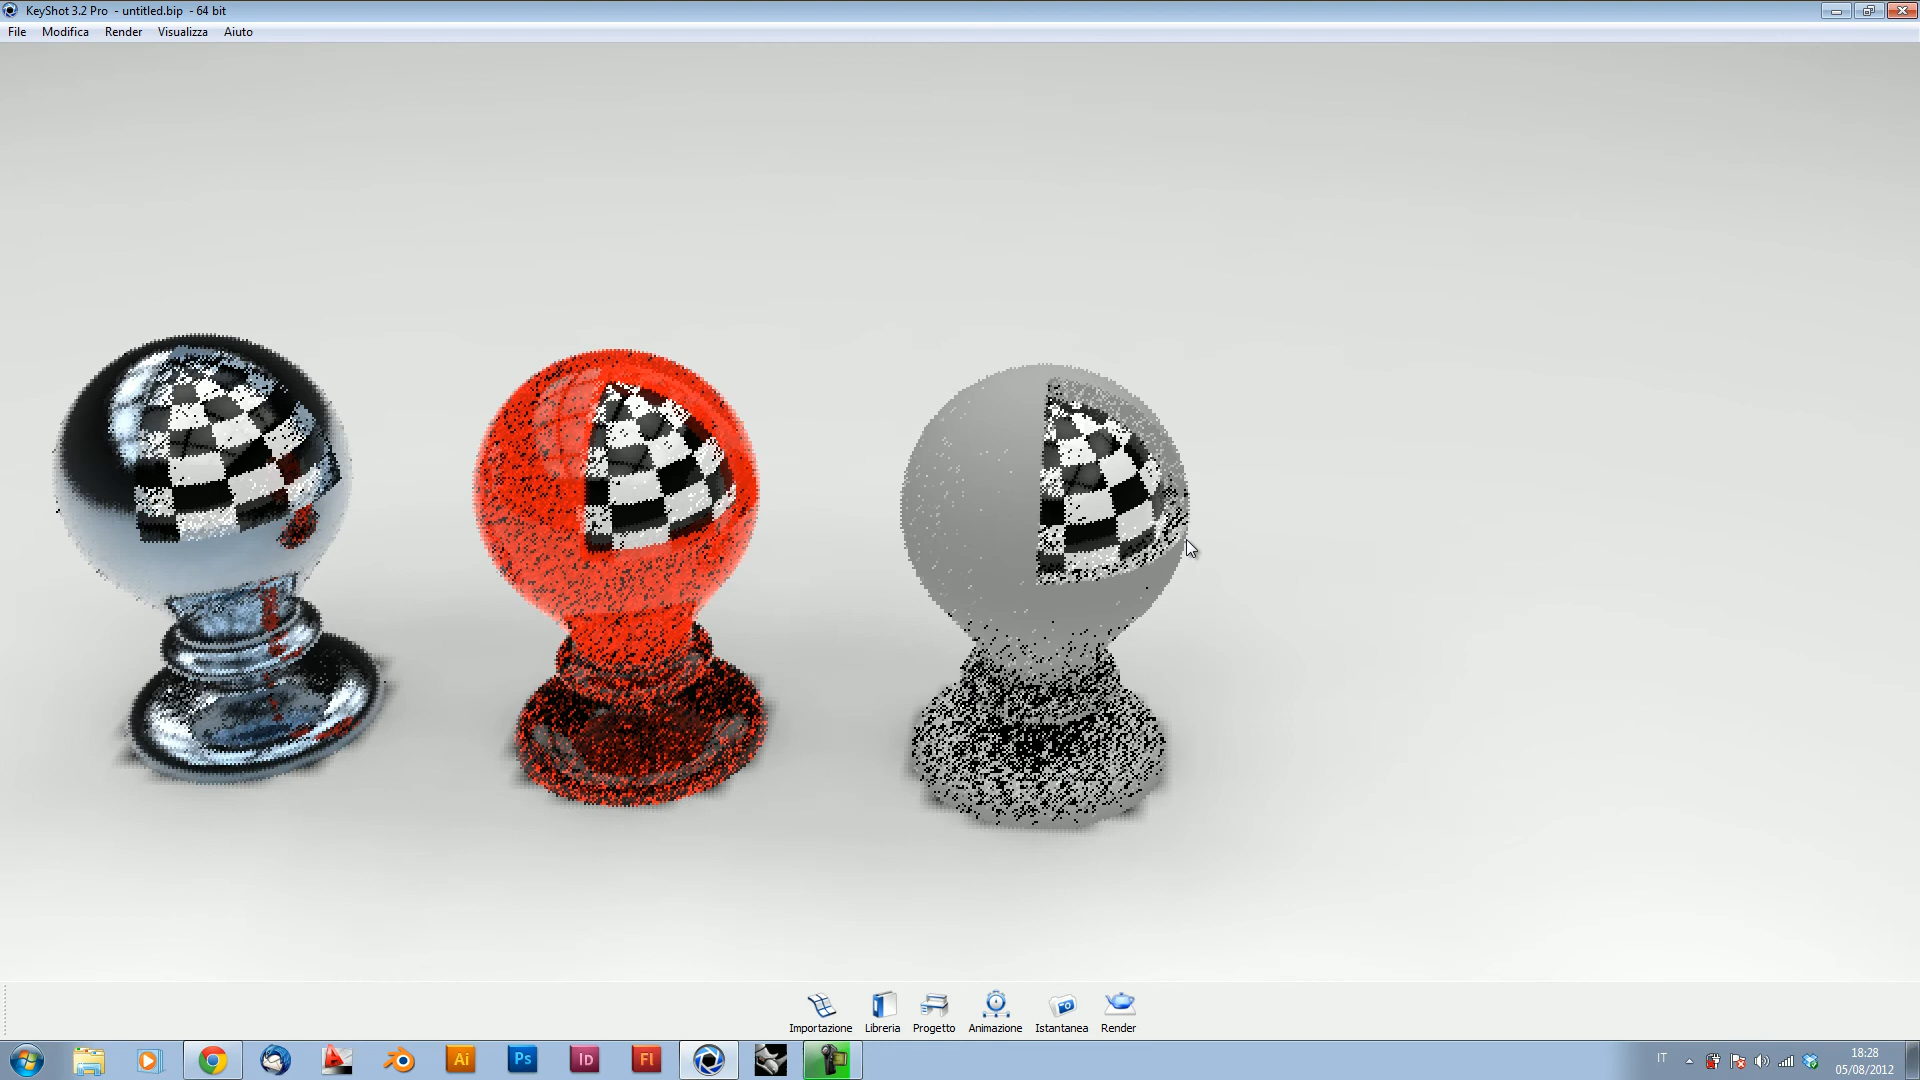 KeyShot 3.2 Pro - untitled.bip - 64 bit
File Modifica Render Visualizza Aiuto
Importazione Libreria Progetto Animazione Istantanea Render
Ai Ps Id Fl
IT
18:28
05/08/2012